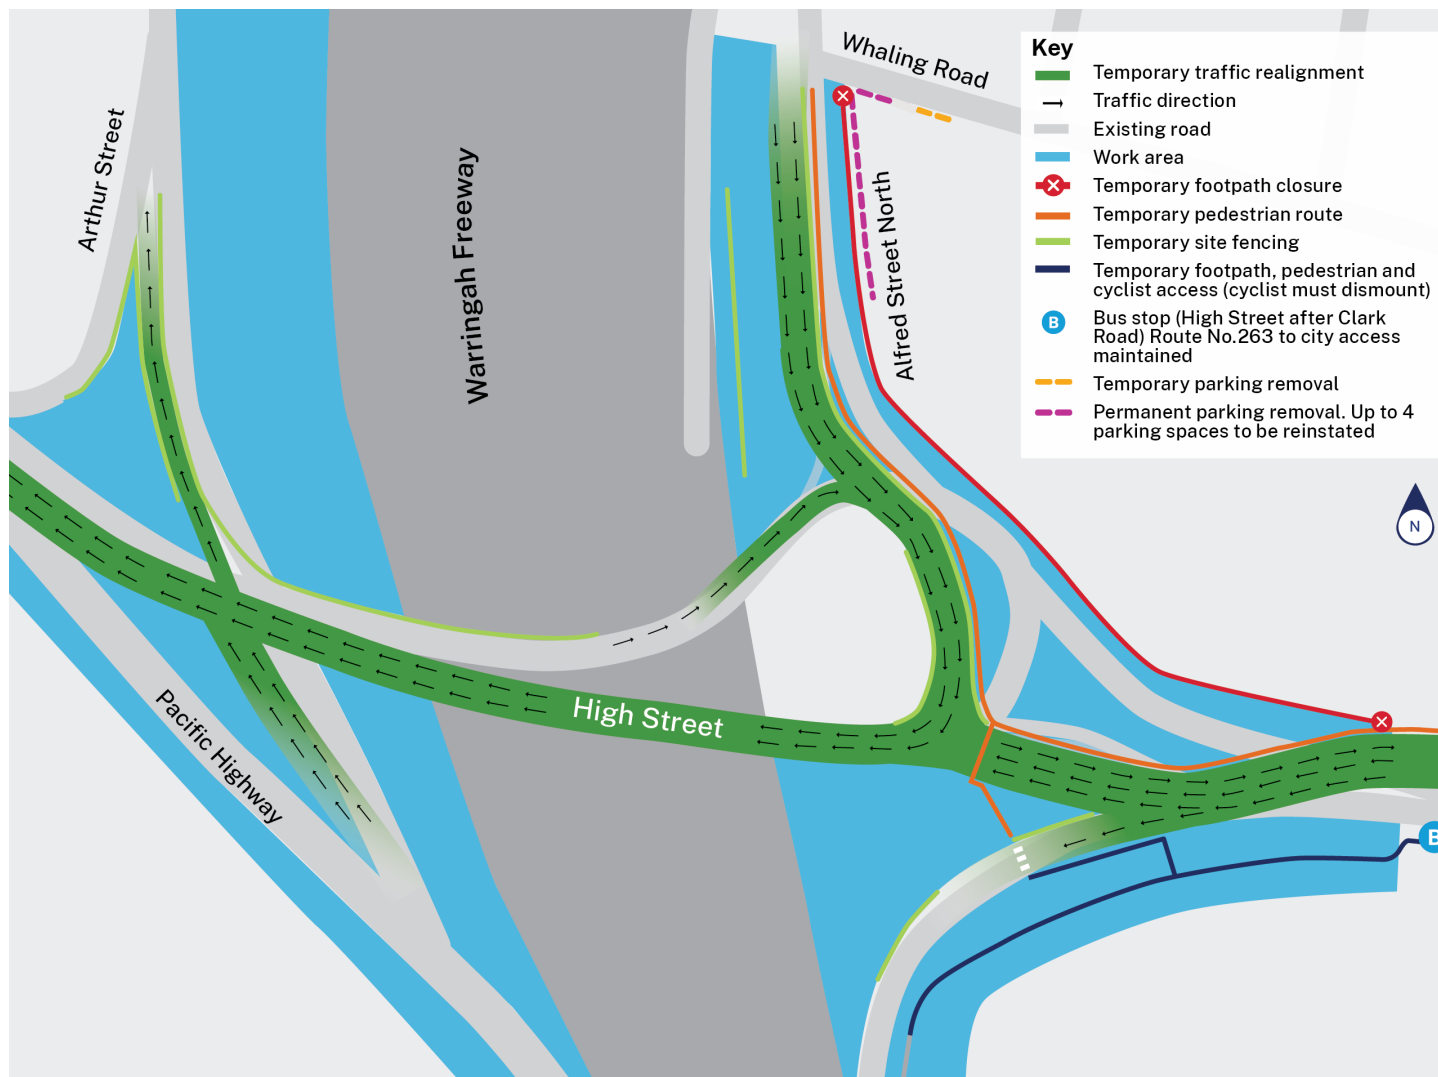 Whaling Road
Arthur Street
Warringah Freeway
Alfred Street North
High Street
Pacific Highway
Key
Temporary traffic realignment
Traffic direction
Existing road
Work area
Temporary footpath closure
Temporary pedestrian route
Temporary site fencing
Temporary footpath, pedestrian and
cyclist access (cyclist must dismount)
B
Bus stop (High Street after Clark
Road) Route No.263 to city access
maintained
Temporary parking removal
Permanent parking removal. Up to 4
parking spaces to be reinstated
N
B